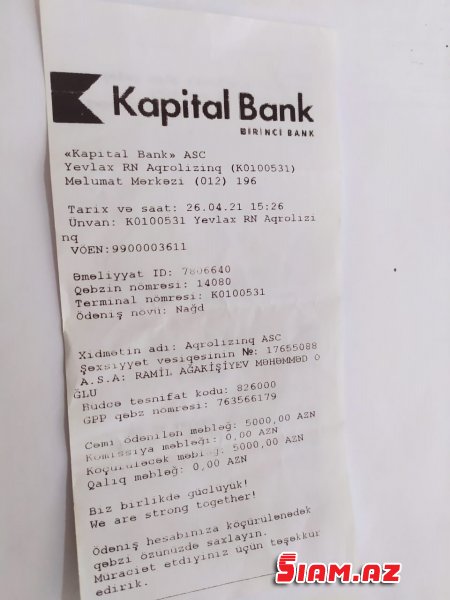 Kapital Bank
BIRINCI BANK
«Kapital Bank» ASC
Yevlax RN Aqrolizinq (K0100531)
Məlumat Mərkəzi (012) 196
Tarix və saat: 26.04.21 15:26
Ünvan: K0100531 Yevlax RN Aqrolizi
nq
VÖEN:9900003611
Əməliyyat ID: 7806640
Qəbzin nömrəsi: 14080
Terminal nömrəsi: K0100531
Ödəniş növü: Nağd
Xidmətin adı: Aqrolizinq ASC
Şəxsiyyət vəsiqəsinin №: 17655088
A.S.A: RAMİL AĞAKİŞİYEV MƏHƏMMƏD O
ĞLU
Büdcə təsnifat kodu: 826000
GPP qəbz nömrəsi: 763566179
Cəmi ödənilən məbləğ: 5000,00 AZN
Komissiya məbləği: 0,00 AZN
Köçürüləcək məbləğ: 5000,00 AZN
Qalıq məbləğ: 0,00 AZN
Biz birlikdə güclüyük!
We are strong together!
Ödəniş hesabınıza köçürülənədək
qəbzi özünüzdə saxlayın.
Müraciət etdiyiniz üçün təşəkkür
edirik.
SIAM.AZ